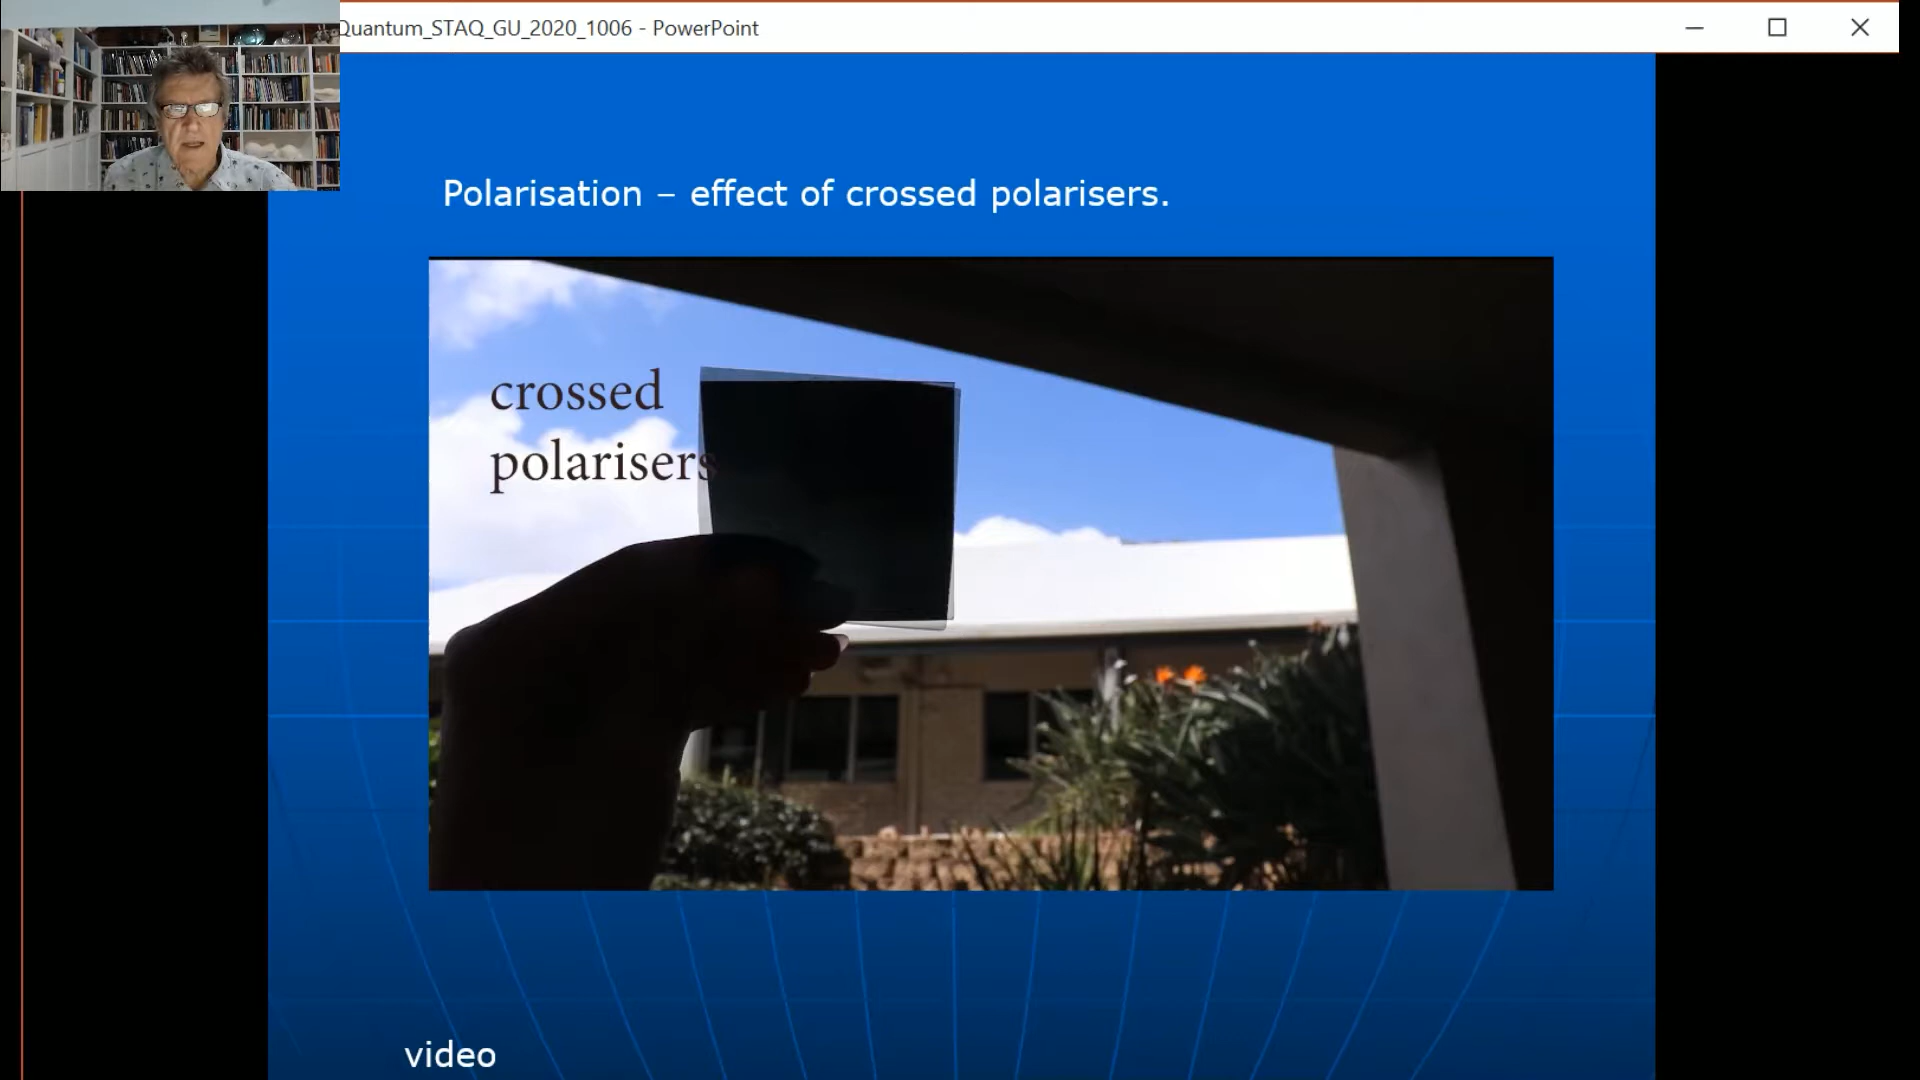 Quantum_STAQ_GU_2020_1006 - PowerPoint
Polarisation – effect of crossed polarisers.
crossed
polarisers
video